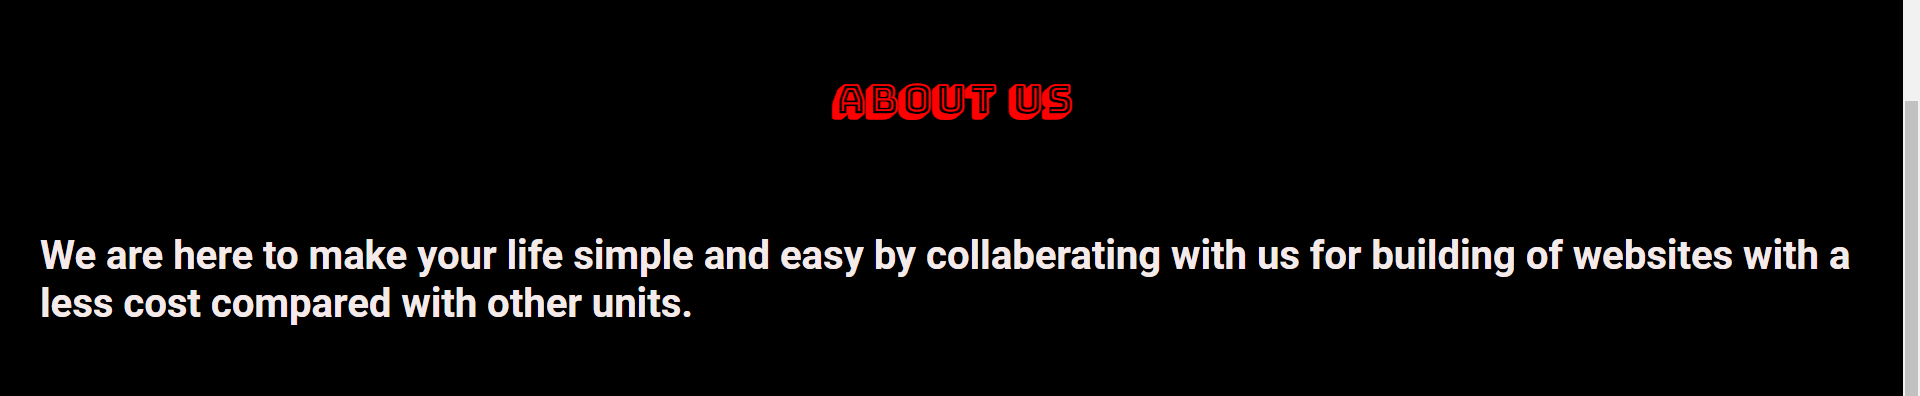 ABOUT US
We are here to make your life simple and easy by collaberating with us for building of websites with a
less cost compared with other units.